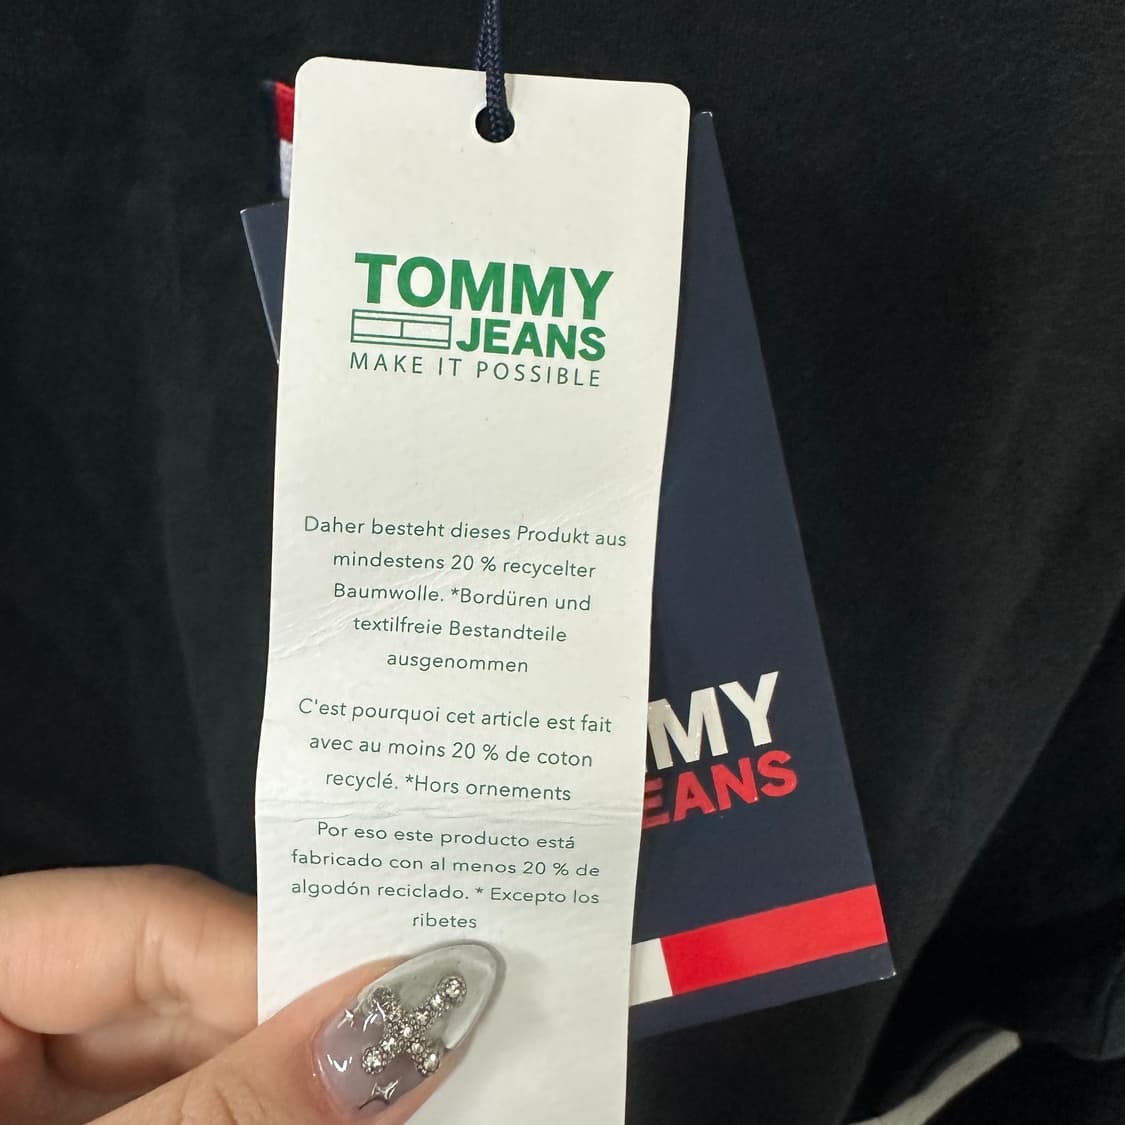 TOMMY
JEANS
MAKE IT POSSIBLE
Daher besteht dieses Produkt aus
mindestens 20 % recycelter
Baumwolle. *Bordüren und
textilfreie Bestandteile
ausgenommen
C'est pourquoi cet article est fait
avec au moins 20 % de coton
recyclé. *Hors ornements
Por eso este producto está
fabricado con al menos 20 % de
algodón reciclado. * Excepto los
ribetes
MY
EANS